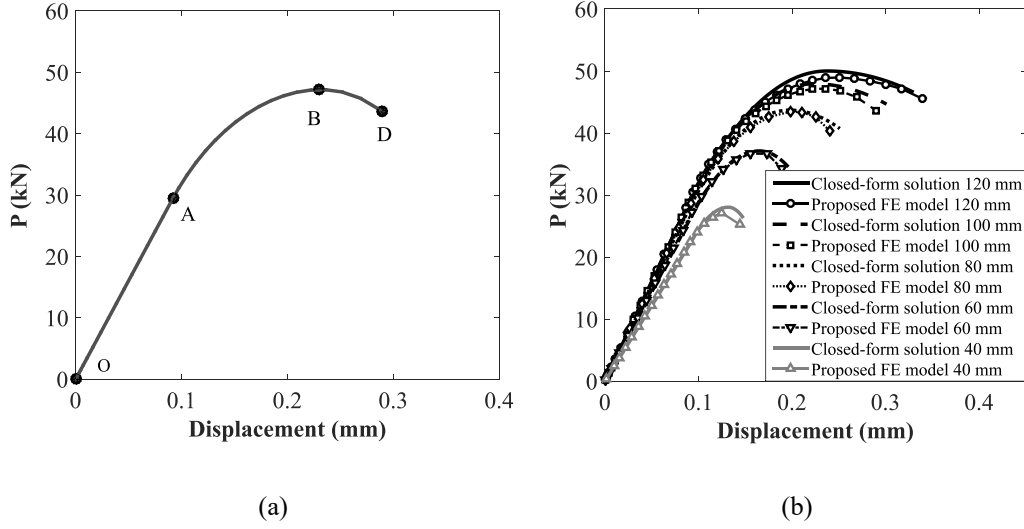 60
50
40
30
20
10
0
P (kN)
O
A
B
D
0
0.1
0.2
0.3
0.4
Displacement (mm)
(a)
60
50
40
30
20
10
0
P (kN)
Closed-form solution 120 mm
Proposed FE model 120 mm
Closed-form solution 100 mm
Proposed FE model 100 mm
Closed-form solution 80 mm
Proposed FE model 80 mm
Closed-form solution 60 mm
Proposed FE model 60 mm
Closed-form solution 40 mm
Proposed FE model 40 mm
0
0.1
0.2
0.3
0.4
Displacement (mm)
(b)